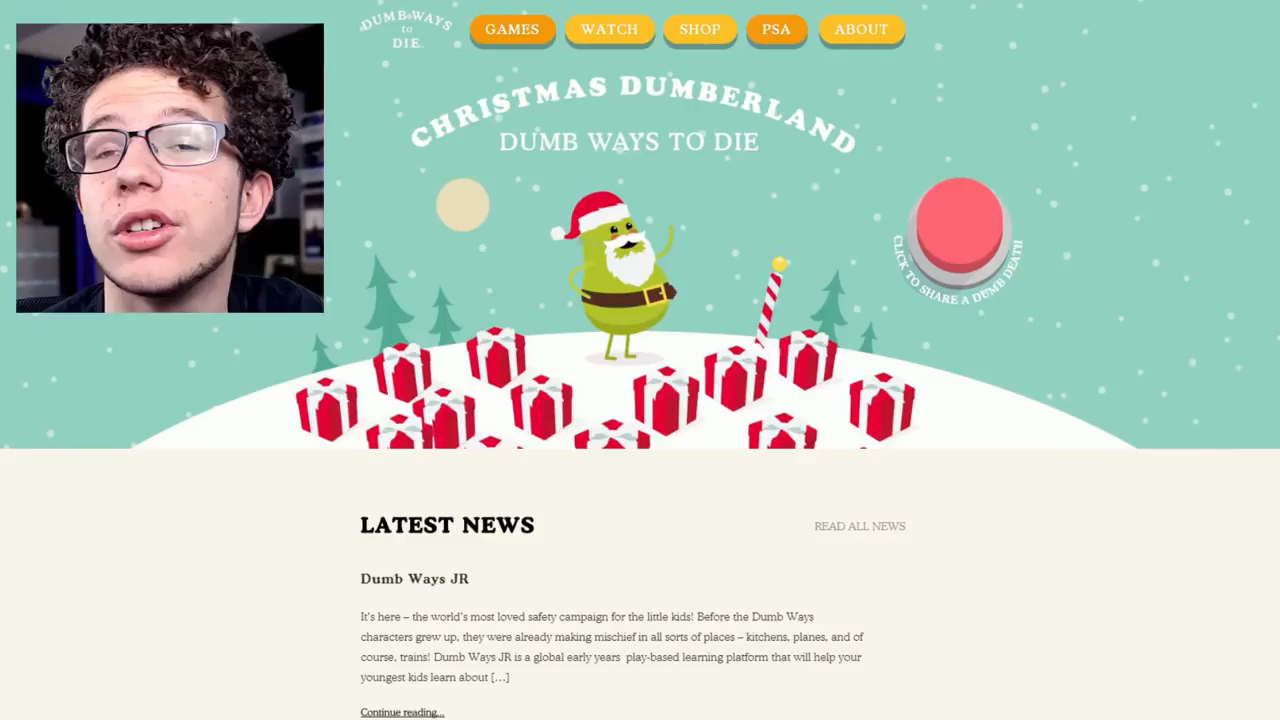 DUMB WAYS
to
DIE
GAMES
WATCH
SHOP
PSA
ABOUT
CHRISTMAS DUMBERLAND
DUMB WAYS TO DIE
CLICK TO SHARE A DUMB DEATH
LATEST NEWS
READ ALL NEWS
Dumb Ways JR
It's here – the world's most loved safety campaign for the little kids! Before the Dumb Ways
characters grew up, they were already making mischief in all sorts of places – kitchens, planes, and of
course, trains! Dumb Ways JR is a global early years play-based learning platform that will help your
youngest kids learn about [...]
Continue reading...